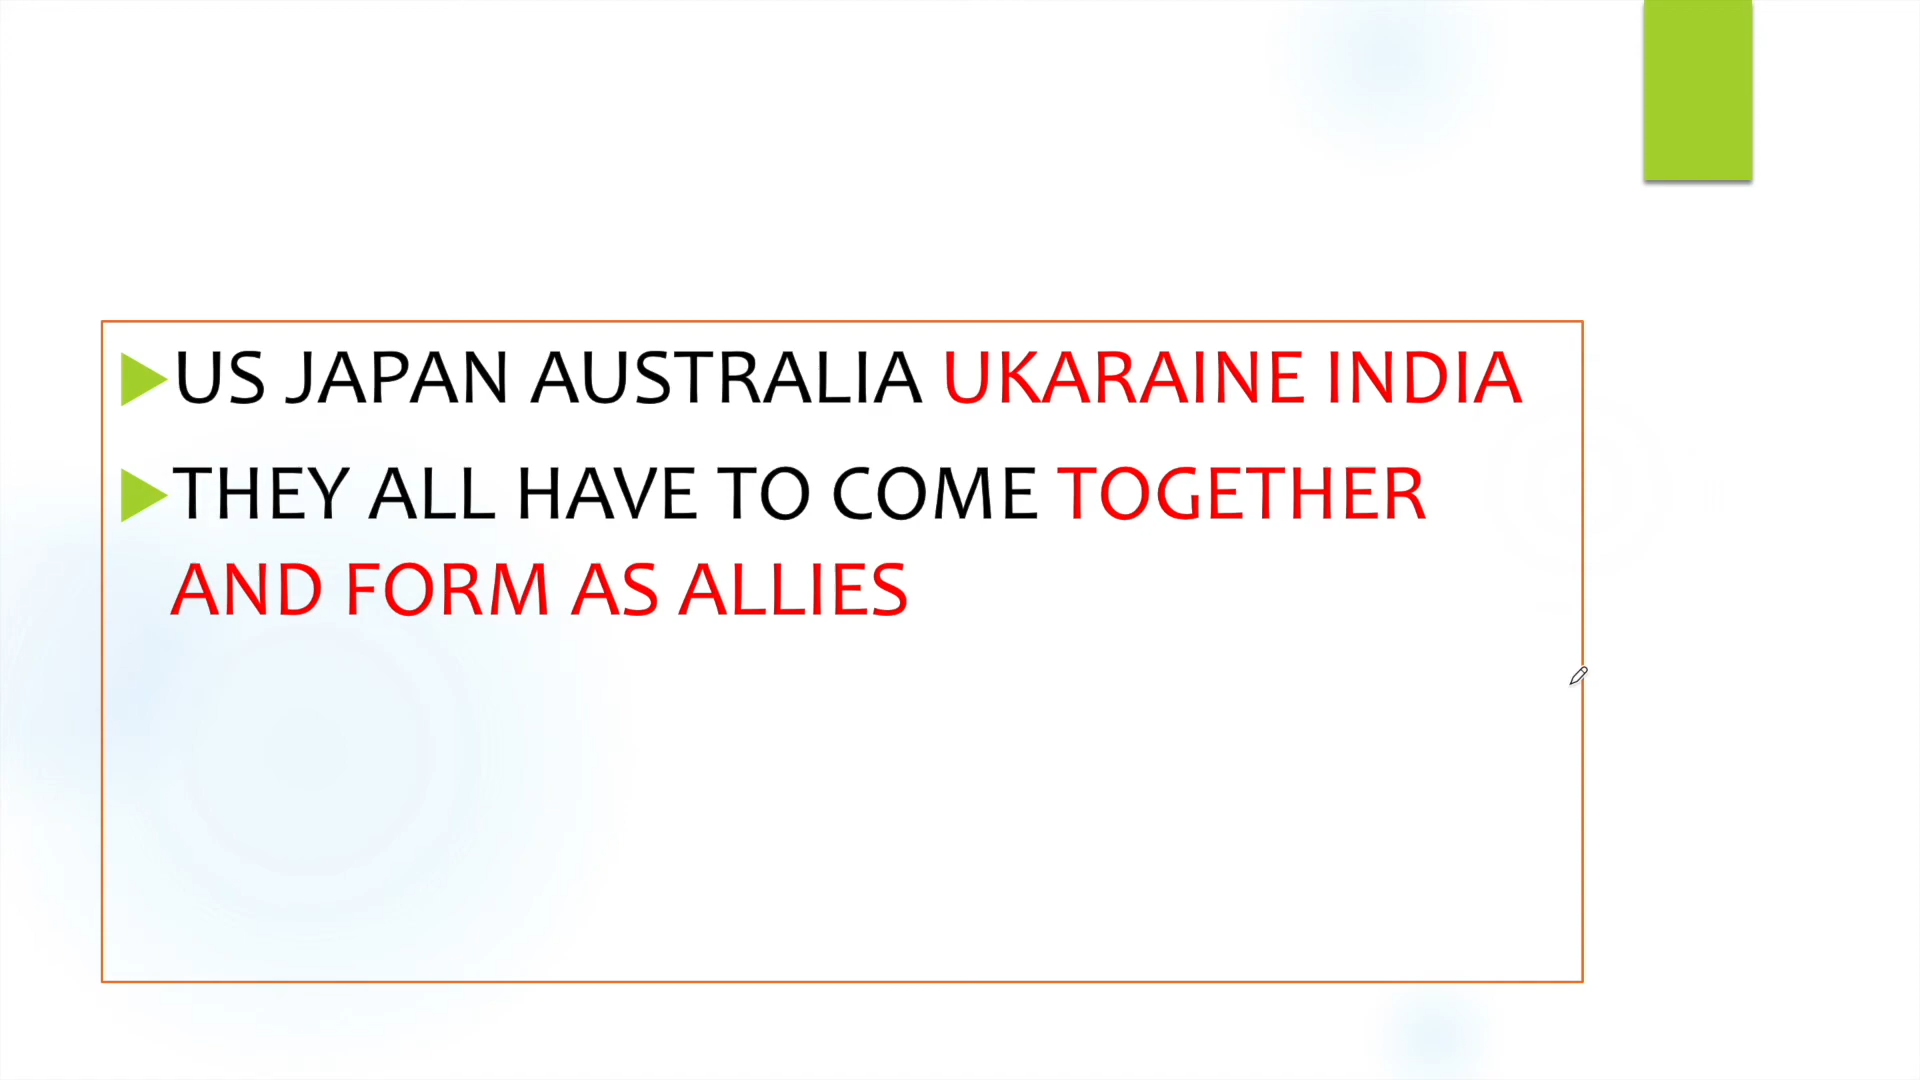 US JAPAN AUSTRALIA UKARAINE INDIA
THEY ALL HAVE TO COME TOGETHER
AND FORM AS ALLIES